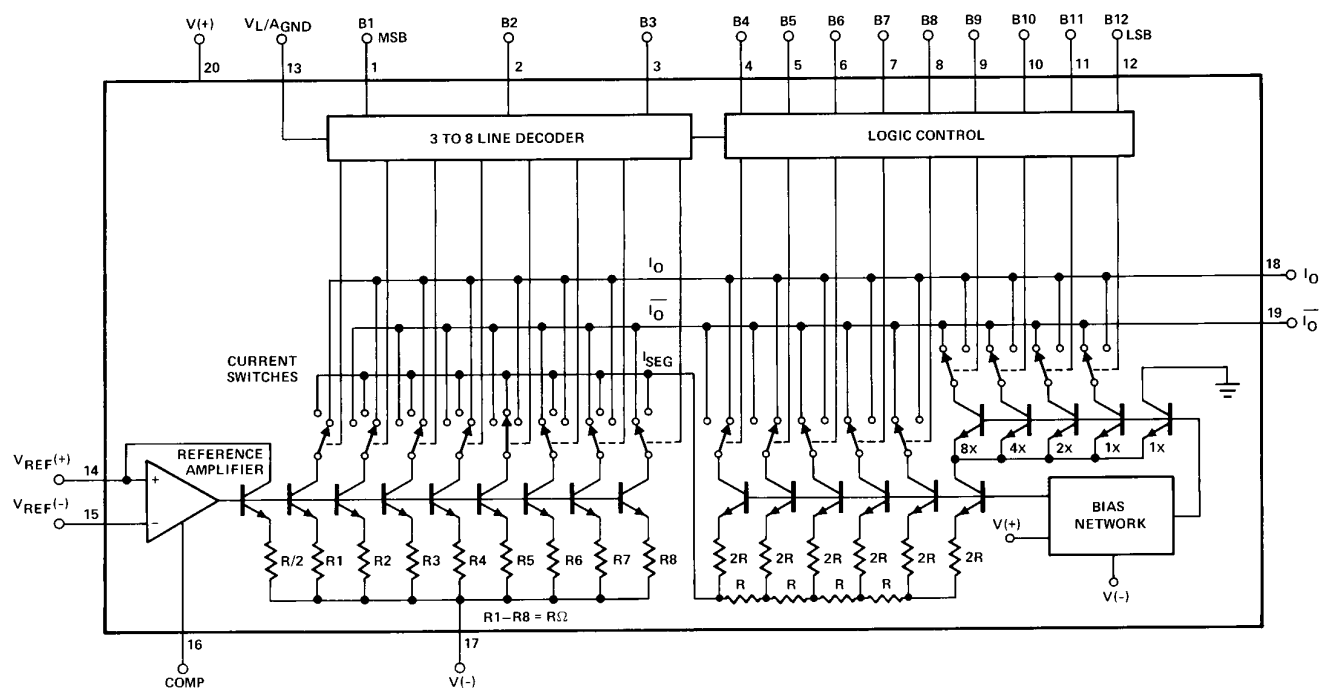 V(+)
VL/AGND
B1
MSB
B2
B3
B4
B5
B6
B7
B8
B9
B10
B11
B12
LSB
20
13
1
2
3
4
5
6
7
8
9
10
11
12
3 TO 8 LINE DECODER
LOGIC CONTROL
IO
18
IO
IO
19
IO
CURRENT
SWITCHES
ISEG
REFERENCE
AMPLIFIER
VREF(+)
14
+
VREF(-)
15
−
8x
4x
2x
1x
1x
BIAS
NETWORK
V(+)
V(-)
R/2
R1
R2
R3
R4
R5
R6
R7
R8
2R
2R
2R
2R
2R
2R
R
R
R
R
R1–R8 = RΩ
16
17
COMP
V(-)